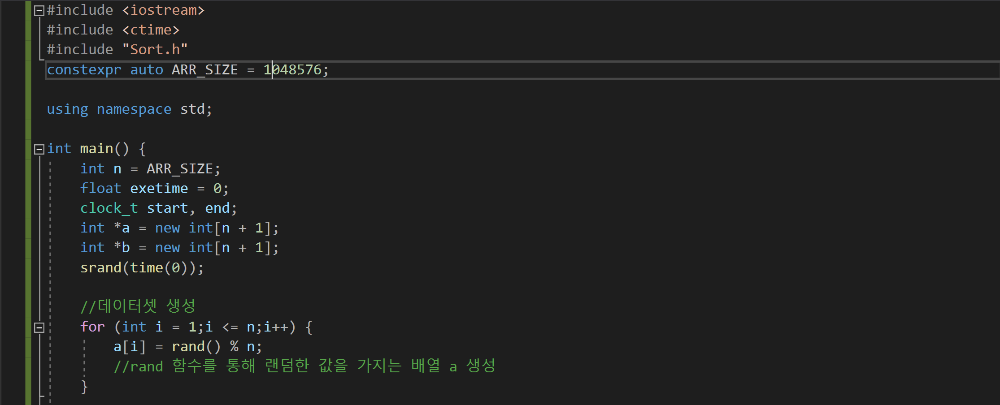 #include <iostream>
#include <ctime>
#include "Sort.h"
constexpr auto ARR_SIZE = 1048576;
using namespace std;
int main() {
int n = ARR_SIZE;
float exetime = 0;
clock_t start, end;
int *a = new int[n + 1];
int *b = new int[n + 1];
srand(time(0));
//데이터셋 생성
for (int i = 1;i <= n;i++) {
a[i] = rand() % n;
//rand 함수를 통해 랜덤한 값을 가지는 배열 a 생성
}